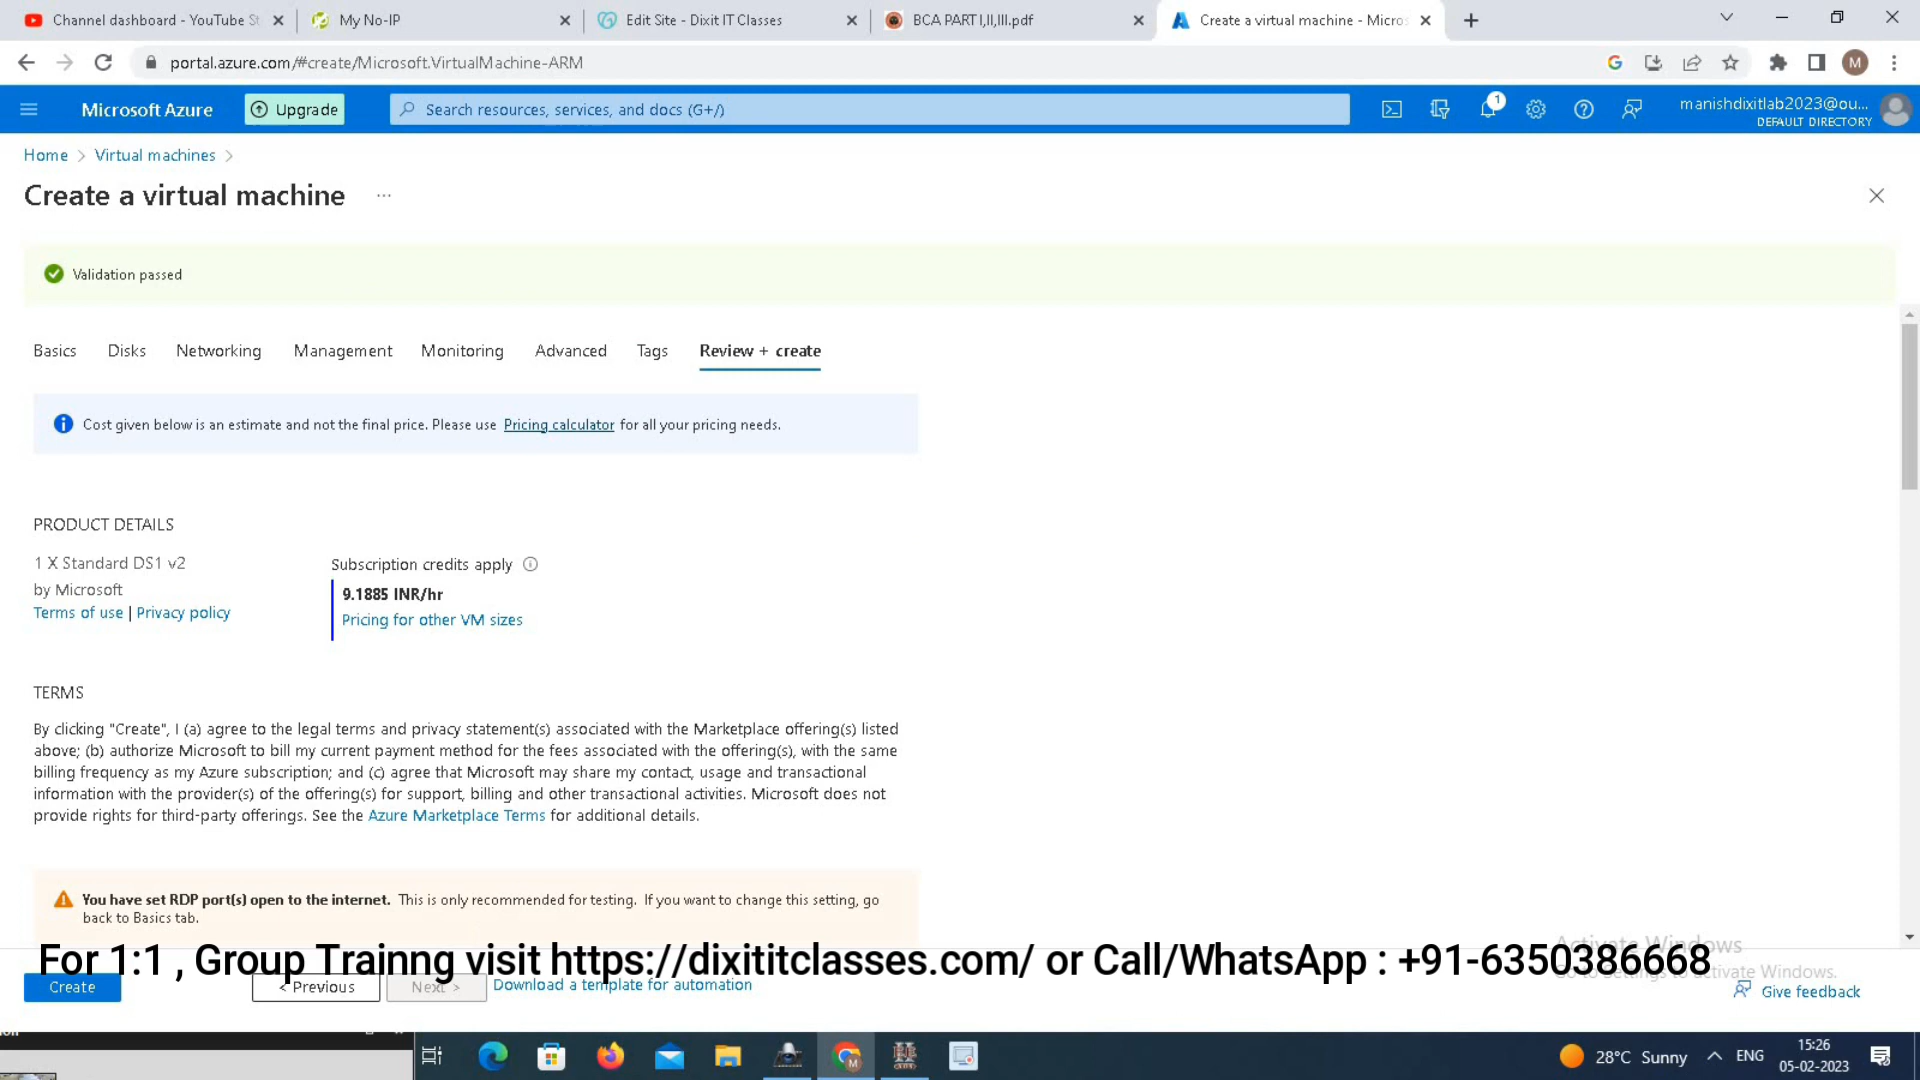 Channel dashboard - YouTube St
My No-IP
Edit Site - Dixit IT Classes
BCA PART I,II,III.pdf
Create a virtual machine - Micros
portal.azure.com/#create/Microsoft.VirtualMachine-ARM
M
Microsoft Azure
Upgrade
Search resources, services, and docs (G+/)
1
manishdixitlab2023@ou...
DEFAULT DIRECTORY
Home > Virtual machines >
Create a virtual machine ...
Validation passed
Basics Disks Networking Management Monitoring Advanced Tags Review + create
Cost given below is an estimate and not the final price. Please use Pricing calculator for all your pricing needs.
PRODUCT DETAILS
1 X Standard DS1 v2
by Microsoft
Terms of use | Privacy policy
Subscription credits apply
9.1885 INR/hr
Pricing for other VM sizes
TERMS
By clicking "Create", I (a) agree to the legal terms and privacy statement(s) associated with the Marketplace offering(s) listed
above; (b) authorize Microsoft to bill my current payment method for the fees associated with the offering(s), with the same
billing frequency as my Azure subscription; and (c) agree that Microsoft may share my contact, usage and transactional
information with the provider(s) of the offering(s) for support, billing and other transactional activities. Microsoft does not
provide rights for third-party offerings. See the Azure Marketplace Terms for additional details.
You have set RDP port(s) open to the internet. This is only recommended for testing. If you want to change this setting, go
back to Basics tab.
Activate Windows
For 1:1 , Group Trainng visit https://dixititclasses.com/ or Call/WhatsApp : +91-6350386668
Go to Settings to activate Windows.
Create
< Previous
Next >
Download a template for automation
Give feedback
28°C Sunny
ENG
15:26
05-02-2023